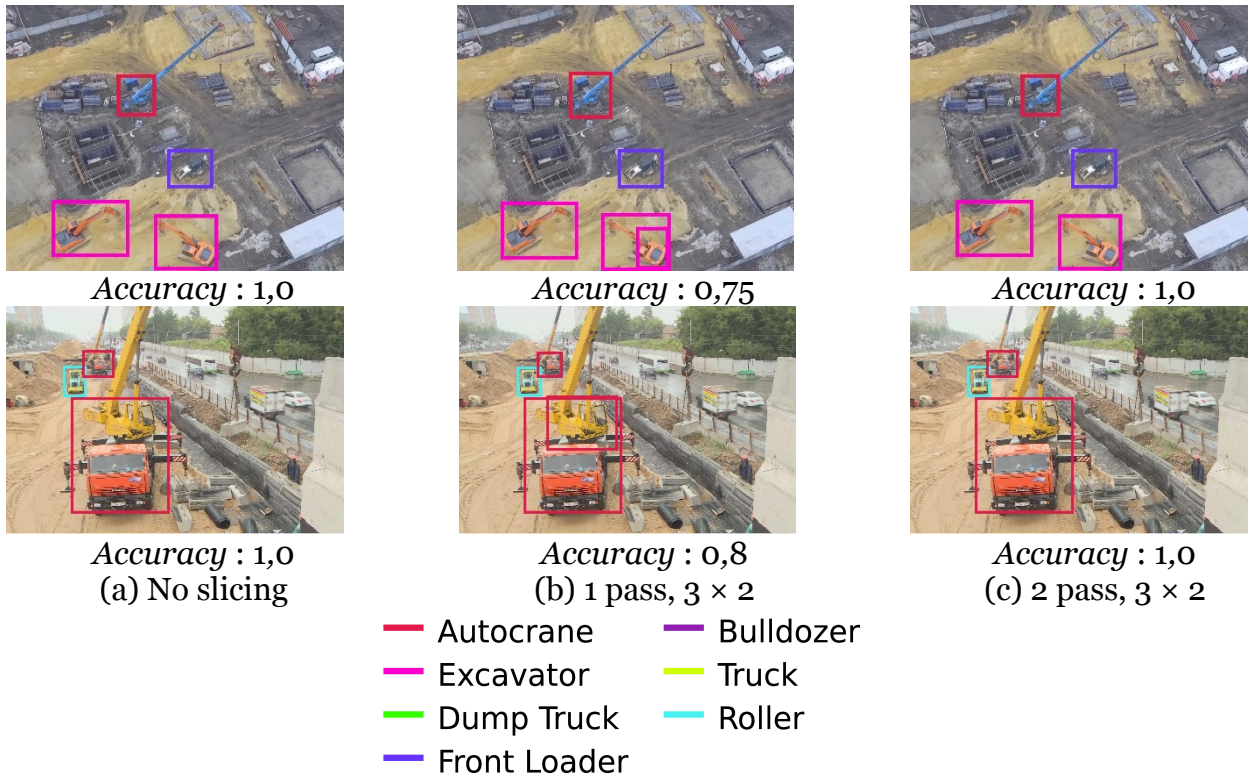 Accuracy : 1,0
Accuracy : 0,75
Accuracy : 1,0
Accuracy : 1,0
Accuracy : 0,8
Accuracy : 1,0
(a) No slicing
(b) 1 pass, 3 × 2
(c) 2 pass, 3 × 2
Autocrane
Bulldozer
Excavator
Truck
Dump Truck
Roller
Front Loader